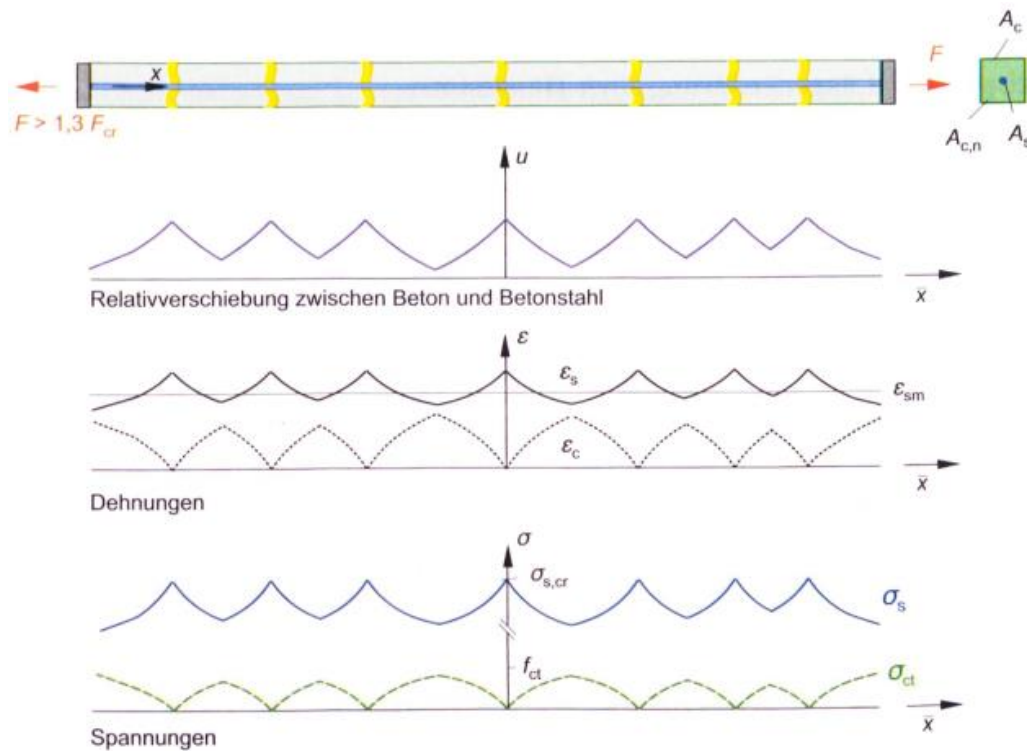 A_c
x
F
F > 1,3 F_cr
A_c,n
A_s
u
x̄
Relativverschiebung zwischen Beton und Betonstahl
ε
ε_s
ε_sm
ε_c
x̄
Dehnungen
σ
σ_s,cr
σ_s
f_ct
σ_ct
x̄
Spannungen